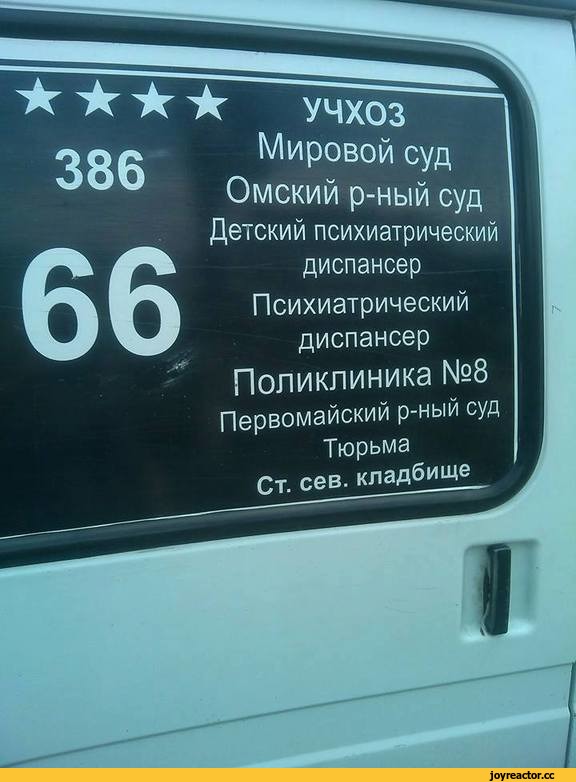 ★★★★
386
66
УЧХОЗ
Мировой суд
Омский р-ный суд
Детский психиатрический
диспансер
Психиатрический
диспансер
Поликлиника №8
Первомайский р-ный суд
Тюрьма
Ст. сев. кладбище
joyreactor.cc